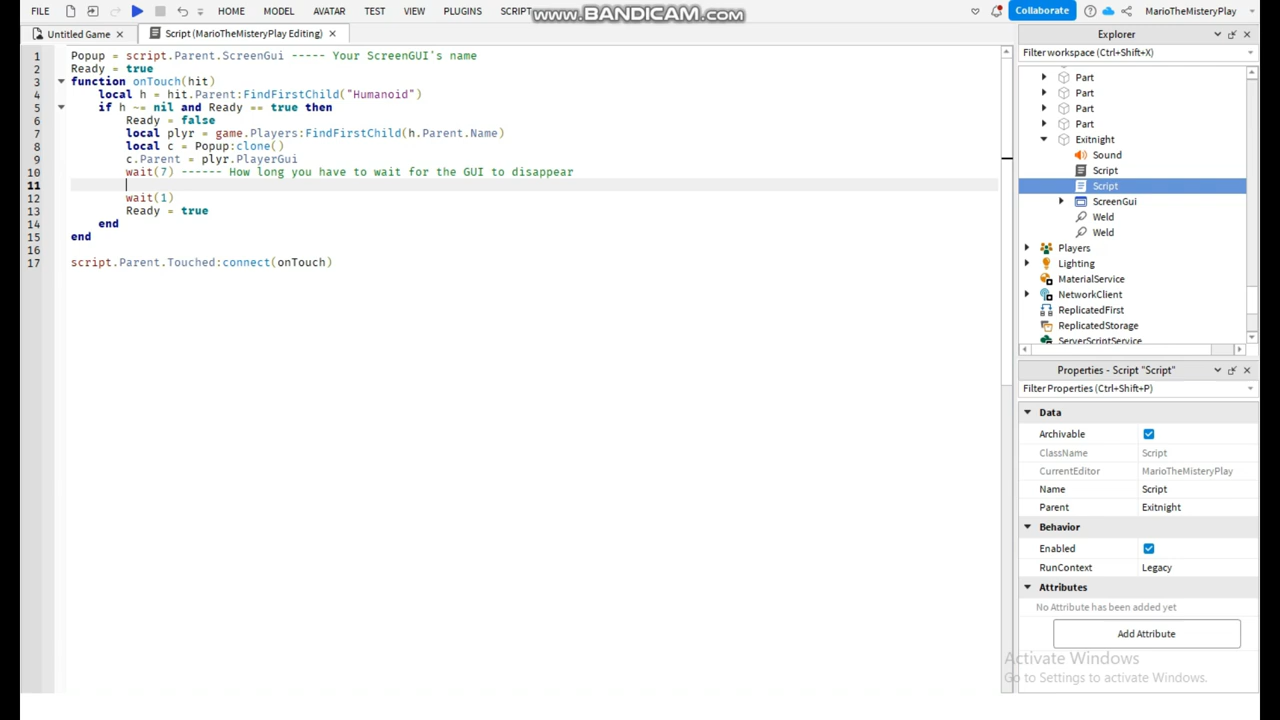 FILE HOME MODEL AVATAR TEST VIEW PLUGINS SCRIPT www.BANDICAM.com Collaborate MarioTheMisteryPlay
Untitled Game Script (MarioTheMisteryPlay Editing)
1 Popup = script.Parent.ScreenGui ----- Your ScreenGUI's name
2 Ready = true
3 function onTouch(hit)
4 local h = hit.Parent:FindFirstChild("Humanoid")
5 if h ~= nil and Ready == true then
6 Ready = false
7 local plyr = game.Players:FindFirstChild(h.Parent.Name)
8 local c = Popup:clone()
9 c.Parent = plyr.PlayerGui
10 wait(7) ------ How long you have to wait for the GUI to disappear
11
12 wait(1)
13 Ready = true
14 end
15 end
16
17 script.Parent.Touched:connect(onTouch)
Explorer
Filter workspace (Ctrl+Shift+X)
Part
Part
Part
Part
Exitnight
Sound
Script
Script
ScreenGui
Weld
Weld
Players
Lighting
MaterialService
NetworkClient
ReplicatedFirst
ReplicatedStorage
ServerScriptService
Properties - Script "Script"
Filter Properties (Ctrl+Shift+P)
Data
Archivable
ClassName Script
CurrentEditor MarioTheMisteryPlay
Name Script
Parent Exitnight
Behavior
Enabled
RunContext Legacy
Attributes
No Attribute has been added yet
Add Attribute
Activate Windows
Go to Settings to activate Windows.